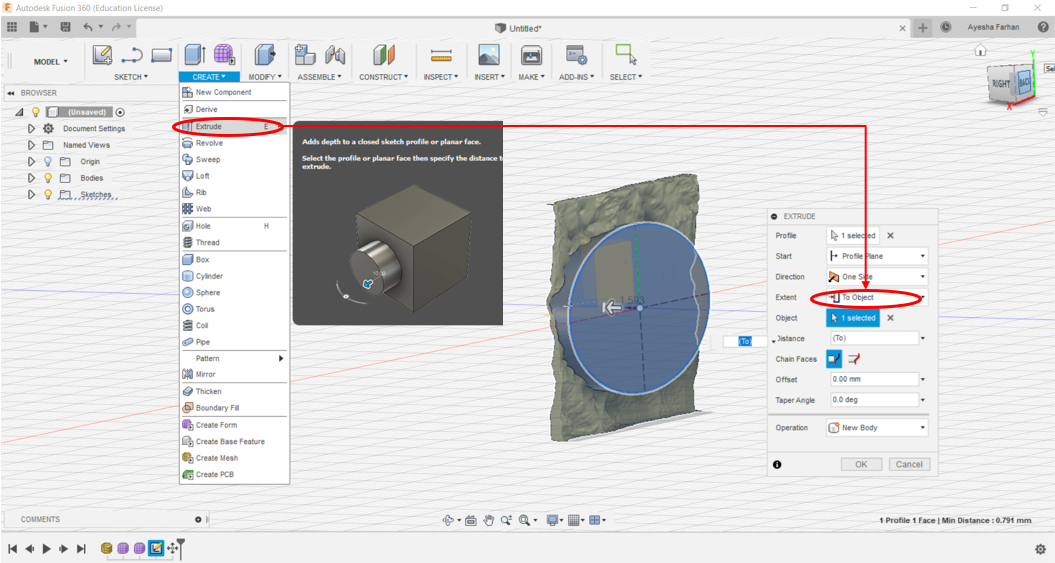 Autodesk Fusion 360 (Education License)
Untitled*
Ayesha Farhan
MODEL
SKETCH
CREATE
MODIFY
ASSEMBLE
CONSTRUCT
INSPECT
INSERT
MAKE
ADD-INS
SELECT
BROWSER
(Unsaved)
Document Settings
Named Views
Origin
Bodies
Sketches
New Component
Derive
Extrude E
Revolve
Sweep
Loft
Rib
Web
Hole H
Thread
Box
Cylinder
Sphere
Torus
Coil
Pipe
Pattern
Mirror
Thicken
Boundary Fill
Create Form
Create Base Feature
Create Mesh
Create PCB
Adds depth to a closed sketch profile or planar face.
Select the profile or planar face then specify the distance t
extrude.
10.00
1.593
(To)
Y
RIGHT
BACK
X
Sel
EXTRUDE
Profile 1 selected
Start Profile Plane
Direction One Side
Extent To Object
Object 1 selected
Distance (To)
Chain Faces
Offset 0.00 mm
Taper Angle 0.0 deg
Operation New Body
OK Cancel
COMMENTS
1 Profile 1 Face | Min Distance : 0.791 mm